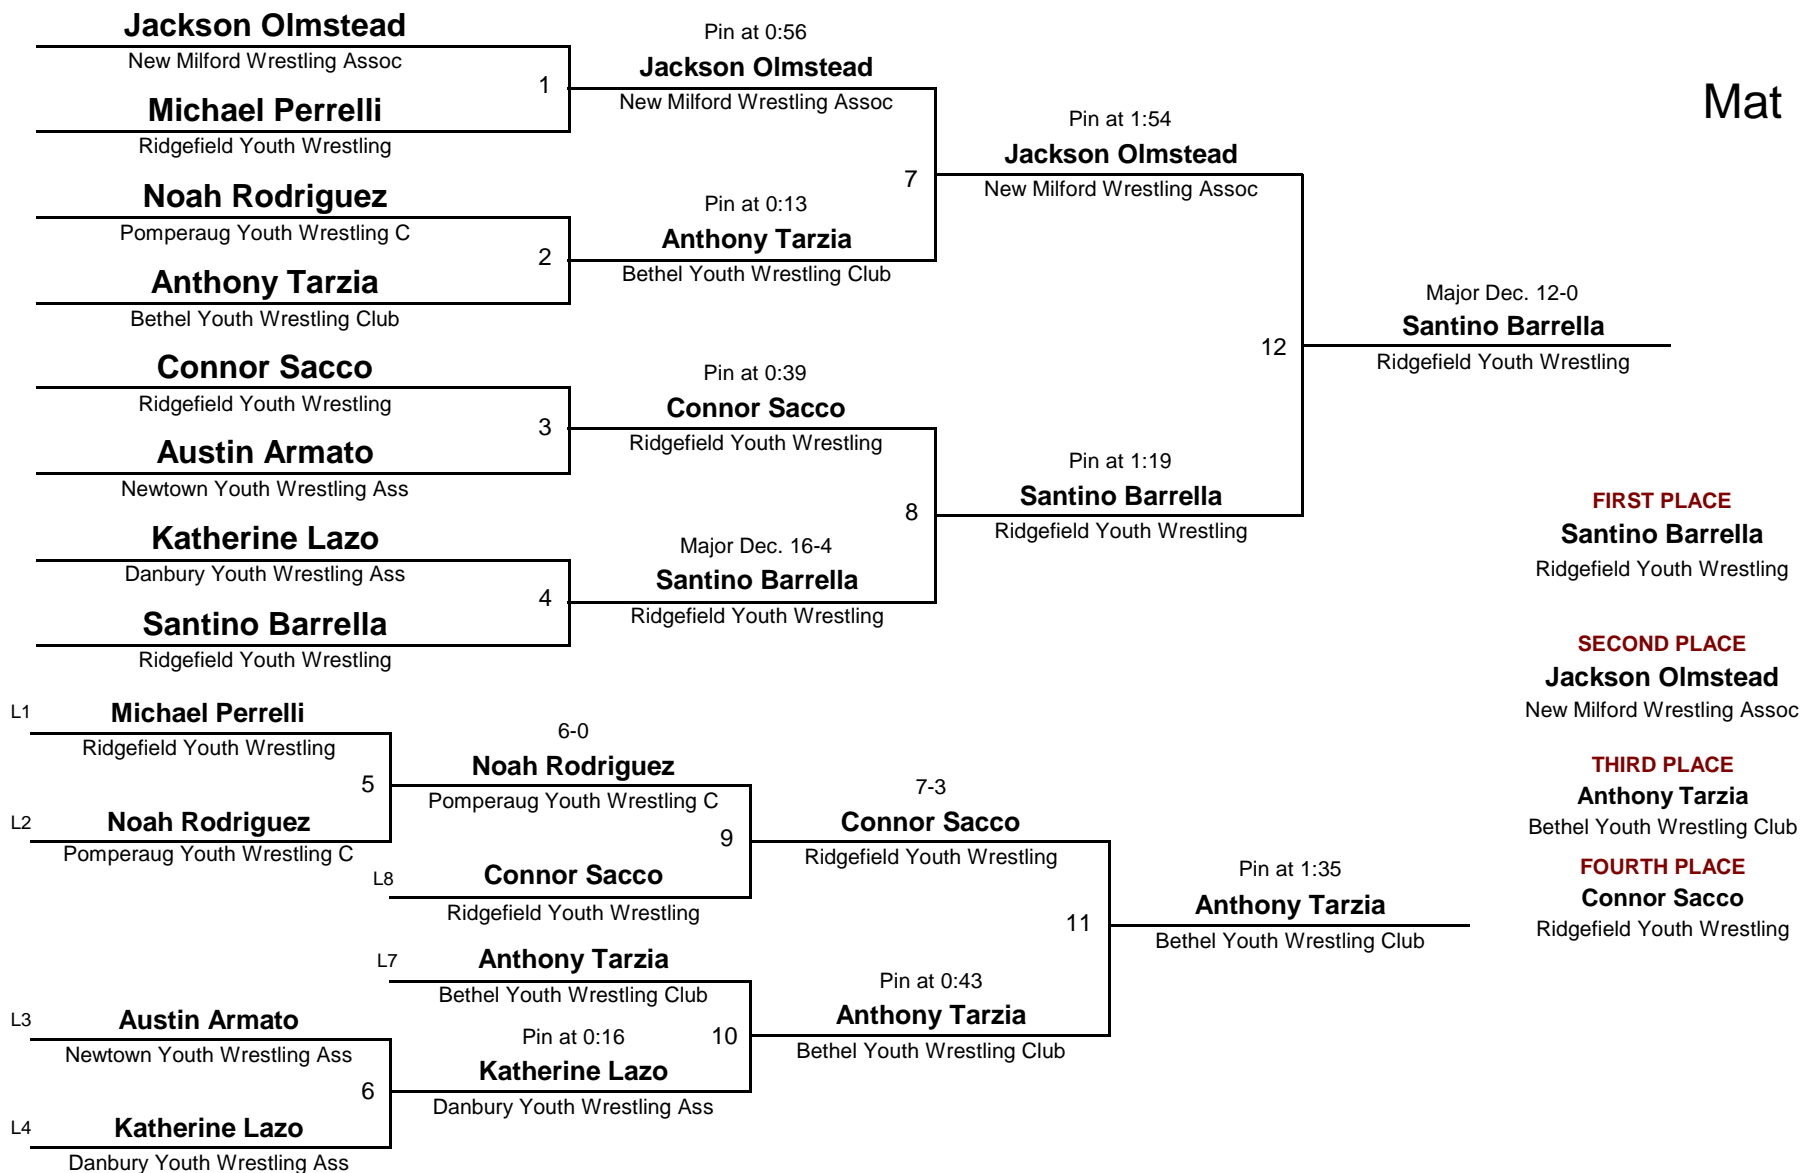 Jackson Olmstead
New Milford Wrestling Assoc
1
Michael Perrelli
Ridgefield Youth Wrestling
Noah Rodriguez
Pomperaug Youth Wrestling C
2
Anthony Tarzia
Bethel Youth Wrestling Club
Connor Sacco
Ridgefield Youth Wrestling
3
Austin Armato
Newtown Youth Wrestling Ass
Katherine Lazo
Danbury Youth Wrestling Ass
4
Santino Barrella
Ridgefield Youth Wrestling
Pin at 0:56
Jackson Olmstead
New Milford Wrestling Assoc
7
Pin at 0:13
Anthony Tarzia
Bethel Youth Wrestling Club
Pin at 0:39
Connor Sacco
Ridgefield Youth Wrestling
8
Major Dec. 16-4
Santino Barrella
Ridgefield Youth Wrestling
Pin at 1:54
Jackson Olmstead
New Milford Wrestling Assoc
12
Pin at 1:19
Santino Barrella
Ridgefield Youth Wrestling
Major Dec. 12-0
Santino Barrella
Ridgefield Youth Wrestling
Mat
FIRST PLACE
Santino Barrella
Ridgefield Youth Wrestling
SECOND PLACE
Jackson Olmstead
New Milford Wrestling Assoc
THIRD PLACE
Anthony Tarzia
Bethel Youth Wrestling Club
FOURTH PLACE
Connor Sacco
Ridgefield Youth Wrestling
L1 Michael Perrelli
Ridgefield Youth Wrestling
5
L2 Noah Rodriguez
Pomperaug Youth Wrestling C
L3 Austin Armato
Newtown Youth Wrestling Ass
6
L4 Katherine Lazo
Danbury Youth Wrestling Ass
6-0
Noah Rodriguez
Pomperaug Youth Wrestling C
9
L8 Connor Sacco
Ridgefield Youth Wrestling
L7 Anthony Tarzia
Bethel Youth Wrestling Club
10
Pin at 0:16
Katherine Lazo
Danbury Youth Wrestling Ass
7-3
Connor Sacco
Ridgefield Youth Wrestling
11
Pin at 0:43
Anthony Tarzia
Bethel Youth Wrestling Club
Pin at 1:35
Anthony Tarzia
Bethel Youth Wrestling Club